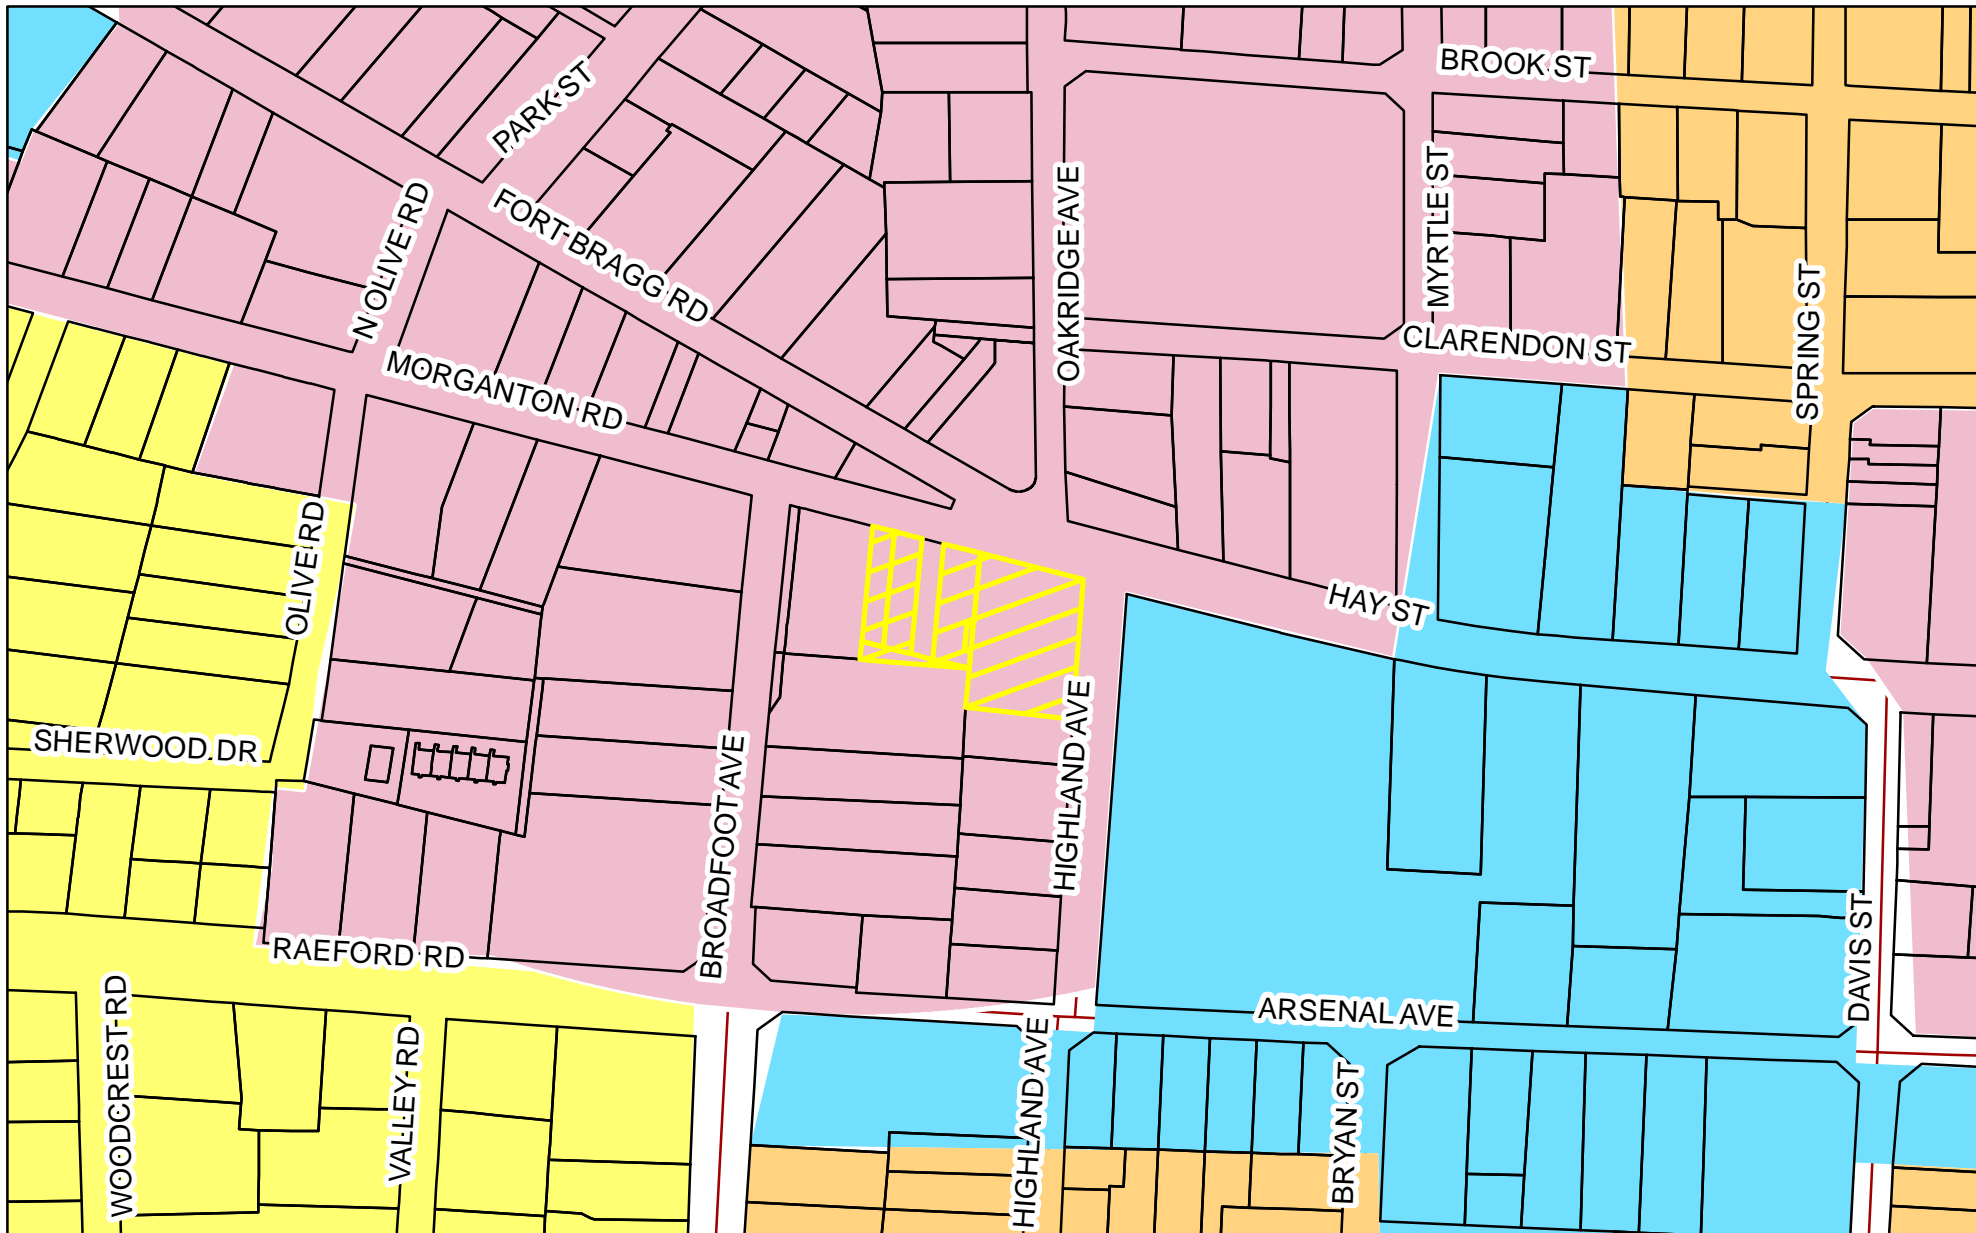 BROOK ST
PARK ST
MYRTLE ST
OAKRIDGE AVE
N OLIVE RD
FORT BRAGG RD
SPRING ST
CLARENDON ST
MORGANTON RD
OLIVE RD
HAY ST
HIGHLAND AVE
SHERWOOD DR
BROADFOOT AVE
DAVIS ST
RAEFORD RD
ARSENAL AVE
WOODCREST RD
VALLEY RD
HIGHLAND AVE
BRYAN ST